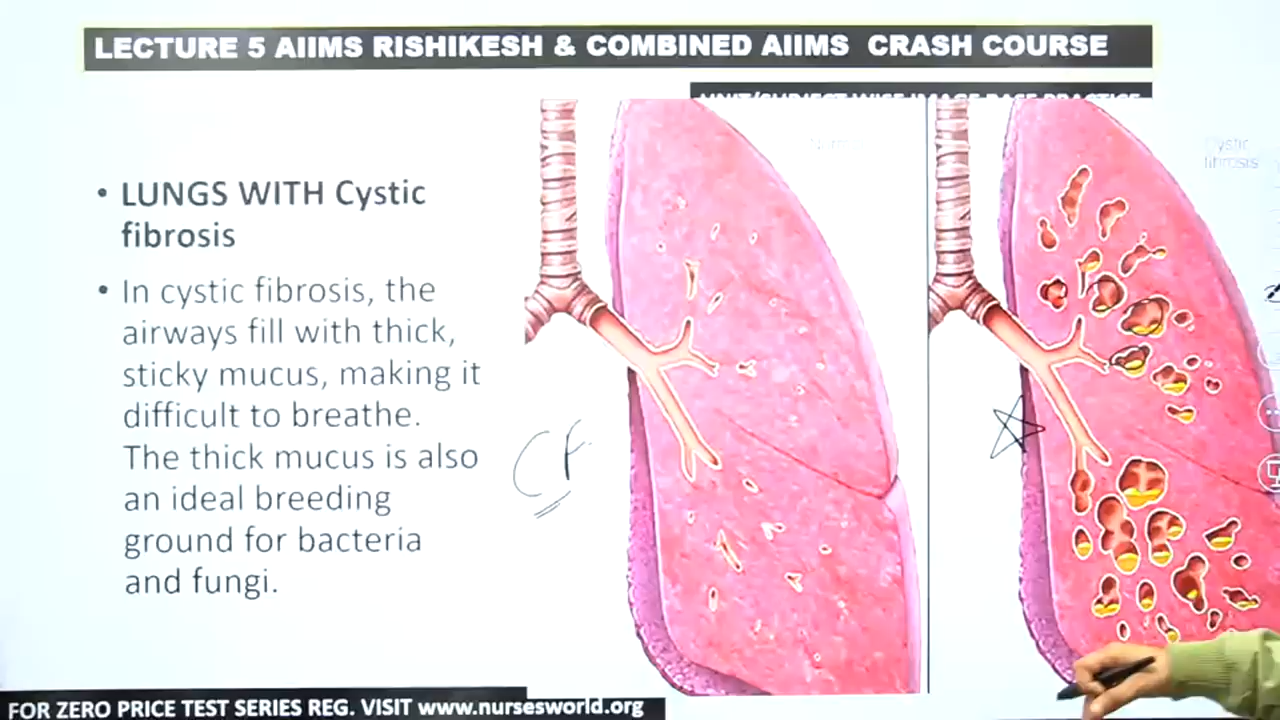 LECTURE 5 AIIMS RISHIKESH & COMBINED AIIMS CRASH COURSE
UNIT/SUBJECT WISE IMAGE BASE PRACTICE
• LUNGS WITH Cystic
fibrosis
• In cystic fibrosis, the
airways fill with thick,
sticky mucus, making it
difficult to breathe.
The thick mucus is also
an ideal breeding
ground for bacteria
and fungi.
CF
Cystic
fibrosis
FOR ZERO PRICE TEST SERIES REG. VISIT www.nursesworld.org